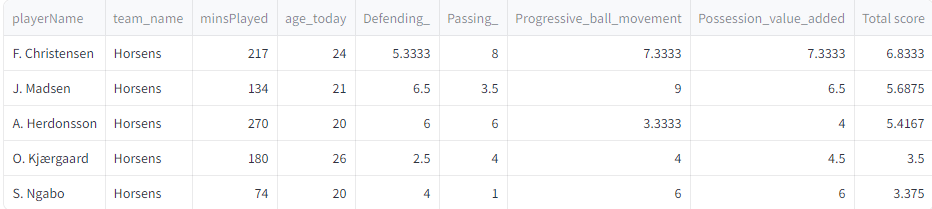 playerName team_name minsPlayed age_today Defending_ Passing_ Progressive_ball_movement Possession_value_added Total score
F. Christensen Horsens 217 24 5.3333 8 7.3333 7.3333 6.8333
J. Madsen Horsens 134 21 6.5 3.5 9 6.5 5.6875
A. Herdonsson Horsens 270 20 6 6 3.3333 4 5.4167
O. Kjærgaard Horsens 180 26 2.5 4 4 4.5 3.5
S. Ngabo Horsens 74 20 4 1 6 6 3.375